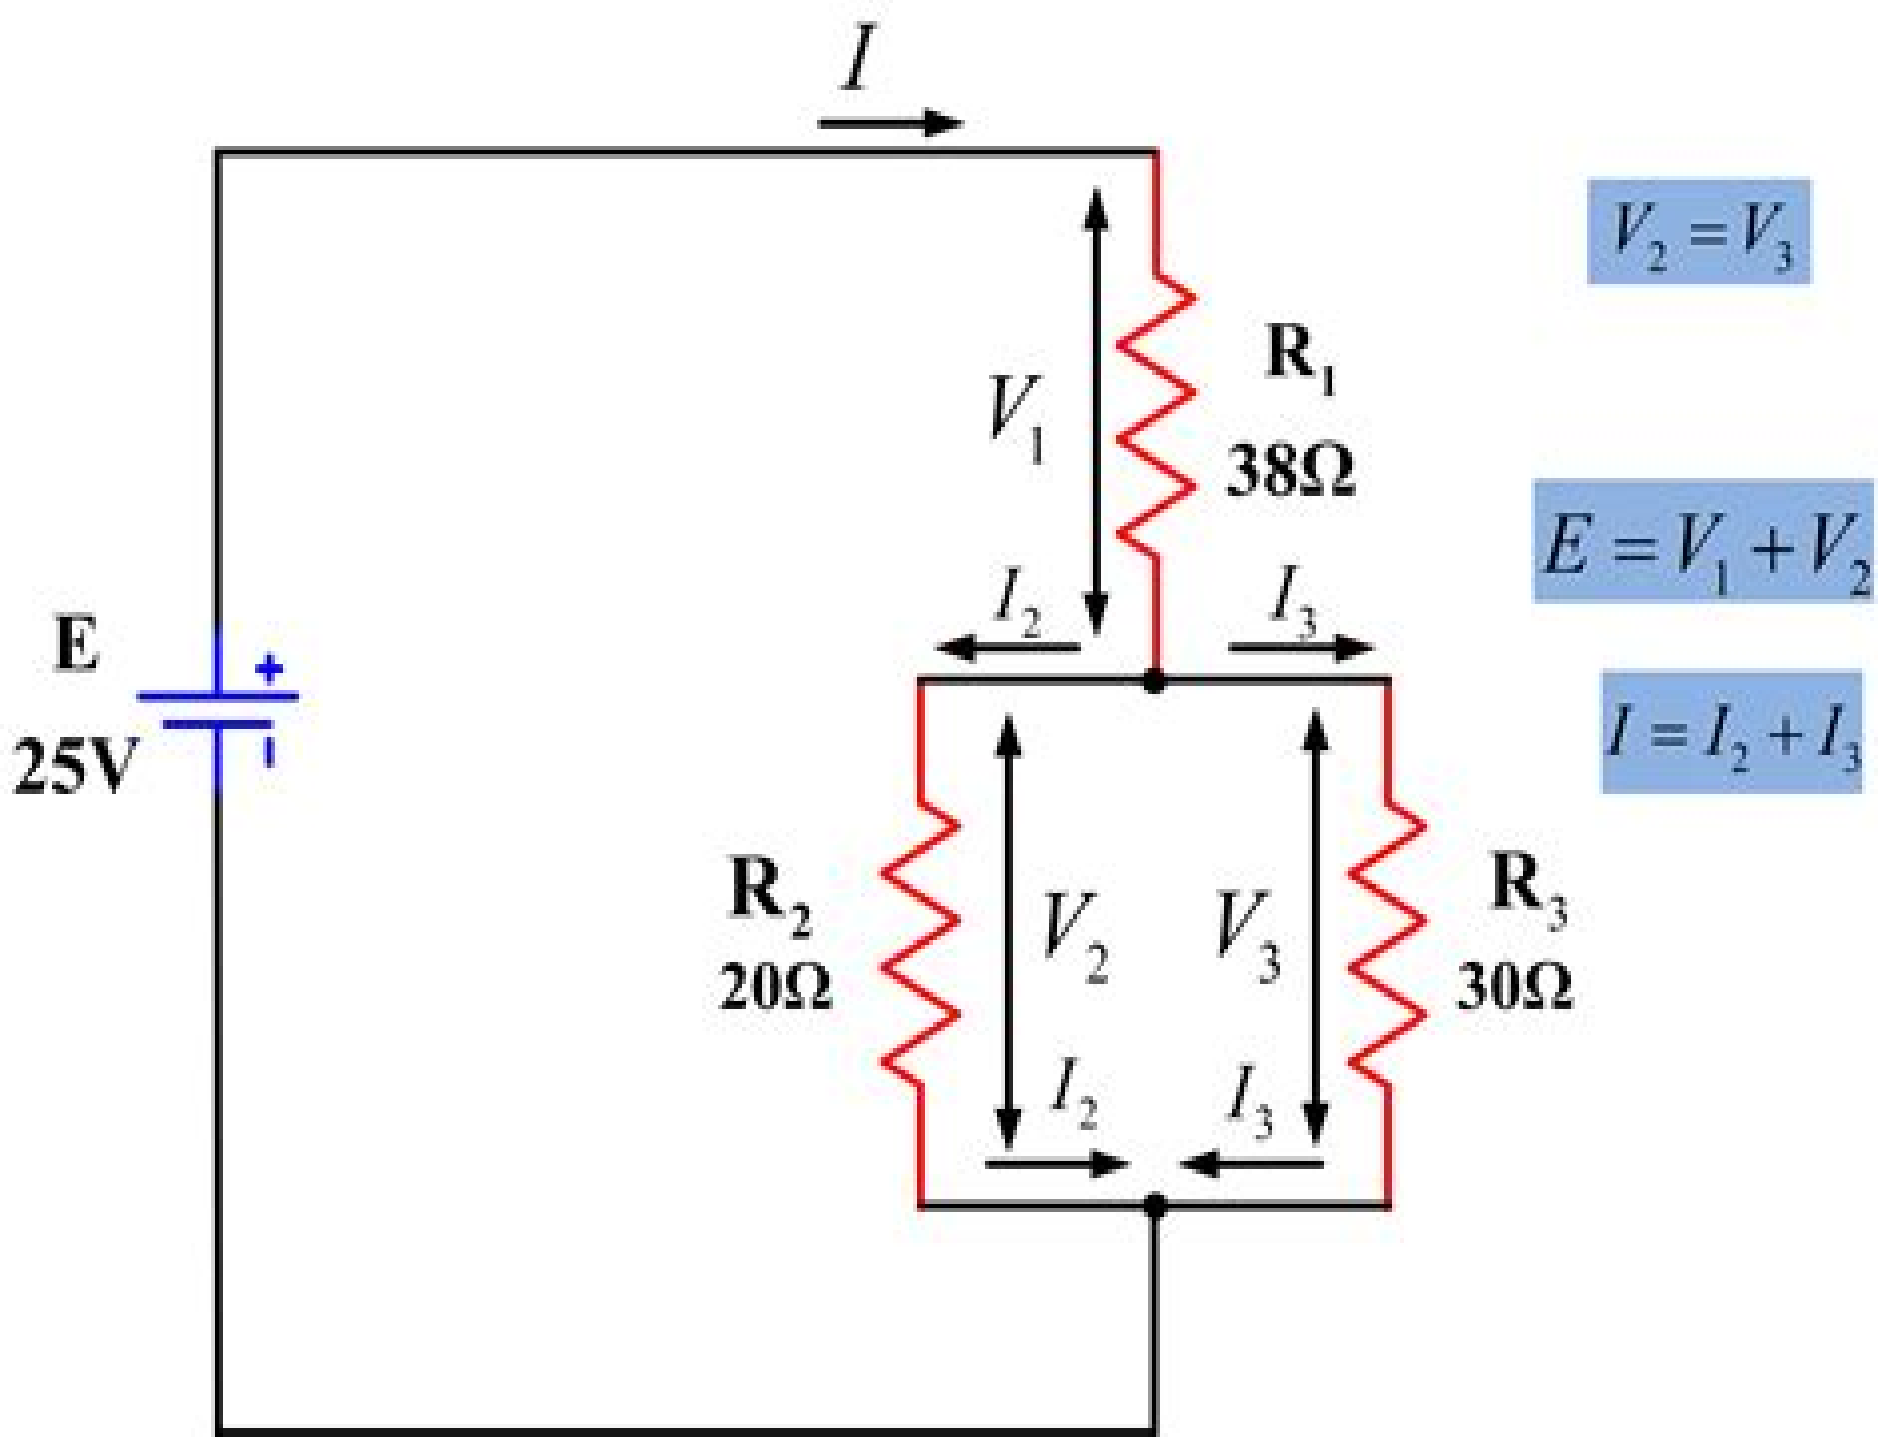 I
V₂ = V₃
R₁
V₁
38Ω
E = V₁ + V₂
I₂
I₃
E
+
I = I₂ + I₃
25V
-
R₂
V₂
V₃
R₃
20Ω
30Ω
I₂
I₃